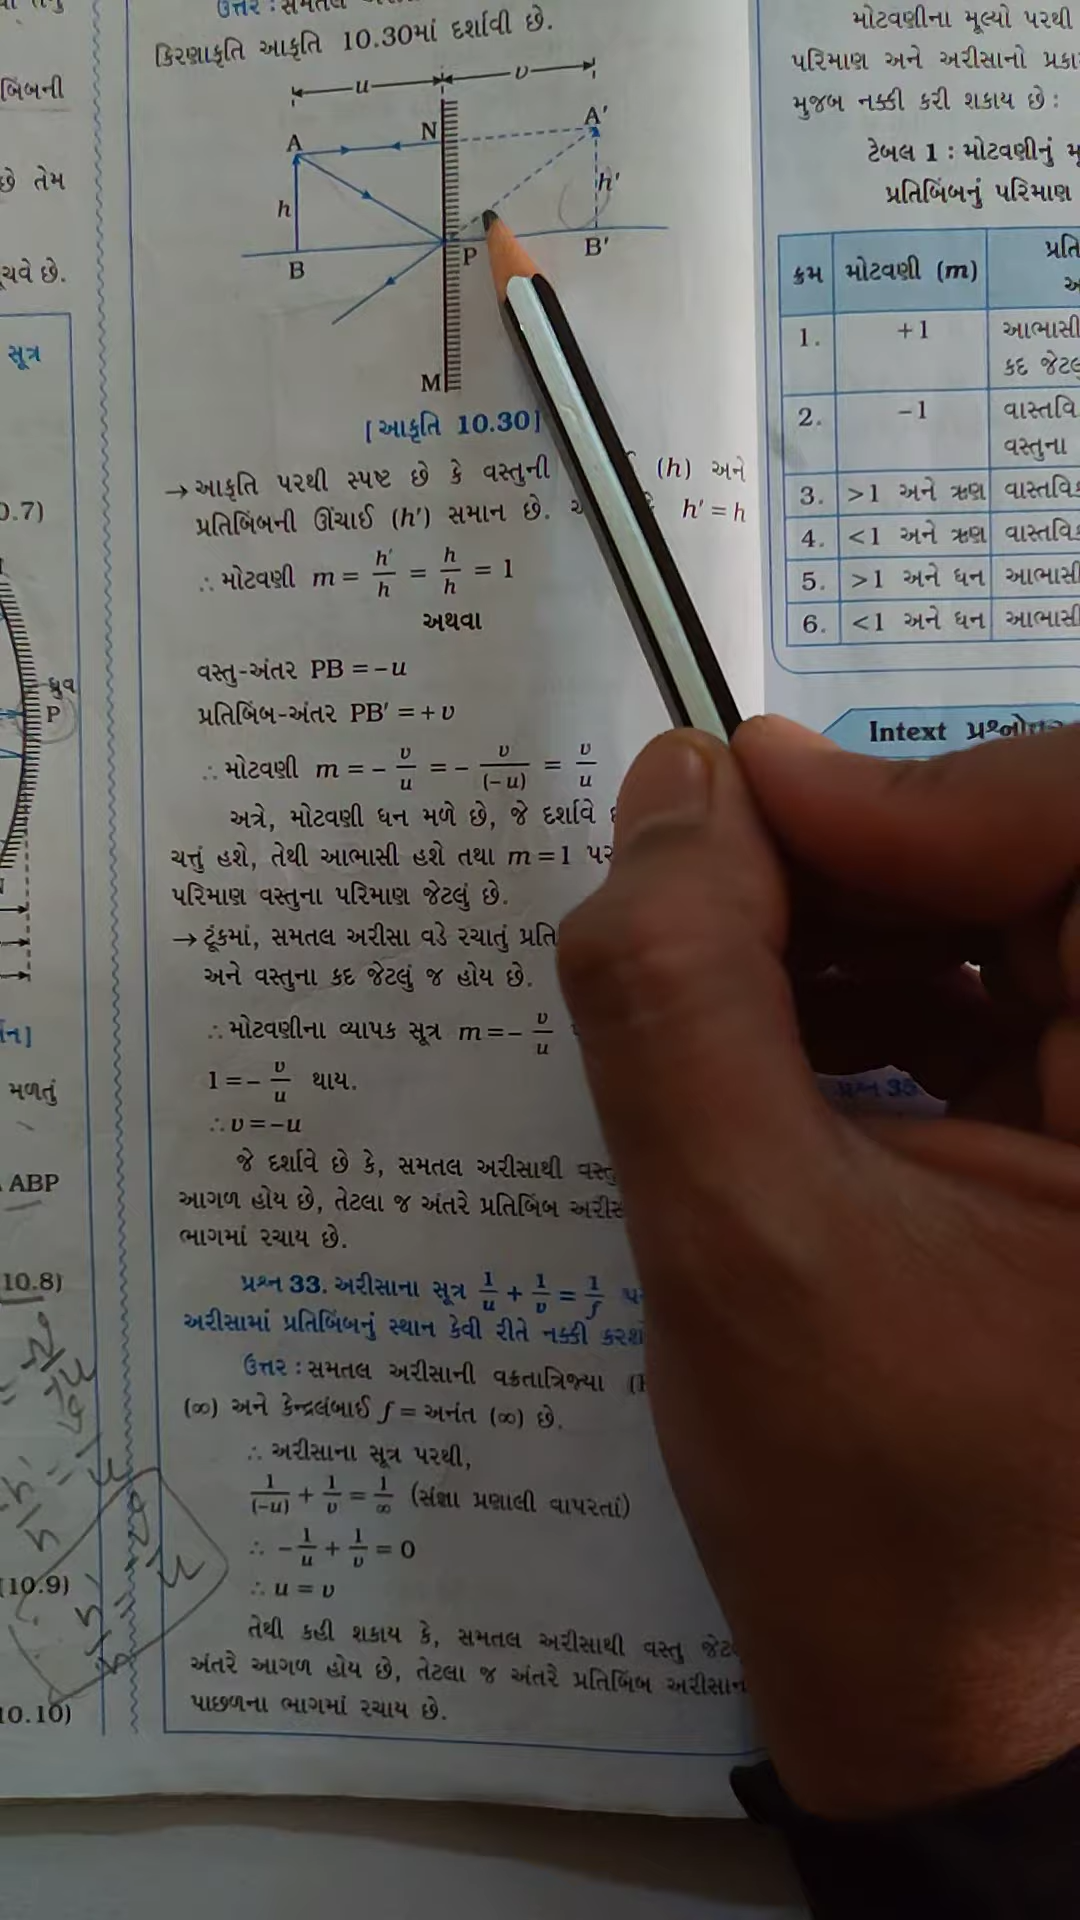 કિરણાકૃતિ આકૃતિ 10.30માં દર્શાવી છે.
u
v
A
N
A'
h
h'
B
P
B'
M
[આકૃતિ 10.30]
→ આકૃતિ પરથી સ્પષ્ટ છે કે વસ્તુની (h) અને
પ્રતિબિંબની ઊંચાઈ (h') સમાન છે. h' = h
∴ મોટવણી m = h'/h = h/h = 1
અથવા
વસ્તુ-અંતર PB = -u
પ્રતિબિંબ-અંતર PB' = +v
∴ મોટવણી m = - v/u = - v/(-u) = v/u
અત્રે, મોટવણી ધન મળે છે, જે દર્શાવે
ચત્તું હશે, તેથી આભાસી હશે તથા m = 1
પરિમાણ વસ્તુના પરિમાણ જેટલું છે.
→ ટૂંકમાં, સમતલ અરીસા વડે રચાતું
અને વસ્તુના કદ જેટલું જ હોય છે.
∴ મોટવણીના વ્યાપક સૂત્ર m = - v/u
1 = - v/u થાય.
∴ v = -u
જે દર્શાવે છે કે, સમતલ અરીસાથી
આગળ હોય છે, તેટલા જ અંતરે પ્રતિબિંબ
ભાગમાં રચાય છે.
પ્રશ્ન 33. અરીસાના સૂત્ર 1/u + 1/v = 1/f
અરીસામાં પ્રતિબિંબનું સ્થાન કેવી રીતે નક્કી
ઉત્તર : સમતલ અરીસાની વક્રતાત્રિજ્યા
(∞) અને કેન્દ્રલંબાઈ f = અનંત (∞) છે.
∴ અરીસાના સૂત્ર પરથી,
1/(-u) + 1/v = 1/∞ (સંજ્ઞા પ્રણાલી વાપરતાં)
∴ - 1/u + 1/v = 0
∴ u = v
તેથી કહી શકાય કે, સમતલ અરીસાથી વસ્તુ
અંતરે આગળ હોય છે, તેટલા જ અંતરે પ્રતિબિંબ
પાછળના ભાગમાં રચાય છે.
છે તેમ
સૂત્ર
ધ્રુવ
P
મળતું
ABP
10.8)
(10.9)
10.10)
મોટવણીના મૂલ્યો પરથી
પરિમાણ અને અરીસાનો
મુજબ નક્કી કરી શકાય છે :
ટેબલ 1 : મોટવણીનું
પ્રતિબિંબનું પરિમાણ
ક્રમ મોટવણી (m)
1. +1 આભાસી
કદ
2. -1
વસ્તુના
3. >1 અને ઋણ
4. <1 અને ઋણ
5. >1 અને ધન આભાસી
6. <1 અને ધન આભાસી
Intext